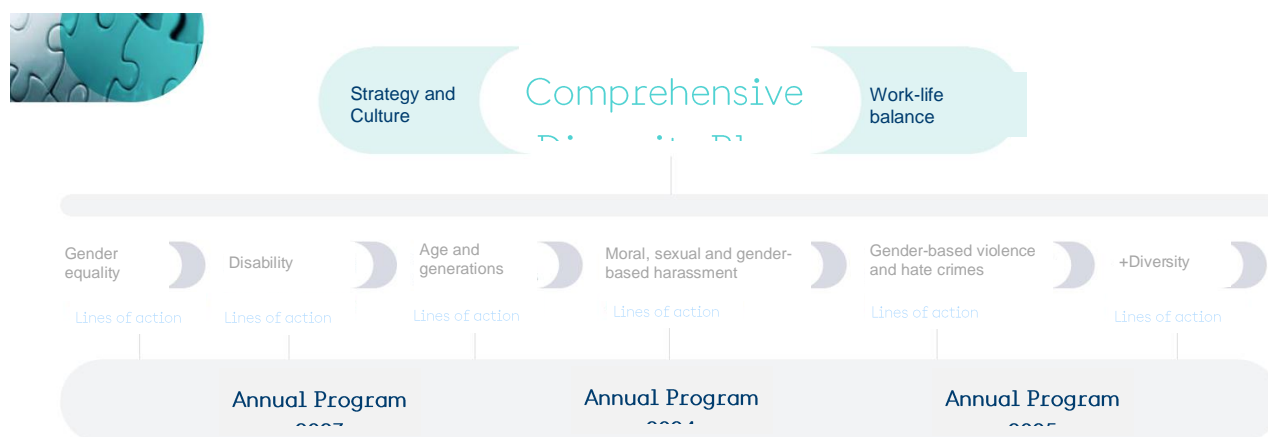 Strategy and
Culture
Comprehensive
Work-life
balance
Gender
equality
Disability
Age and
generations
Moral, sexual and gender-
based harassment
Gender-based violence
and hate crimes
+Diversity
Lines of action
Lines of action
Lines of action
Lines of action
Lines of action
Lines of action
Annual Program
Annual Program
Annual Program